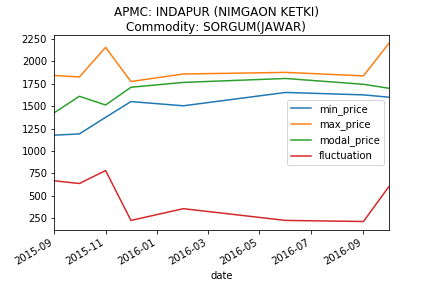 APMC: INDAPUR (NIMGAON KETKI)
Commodity: SORGUM(JAWAR)
2250
2000
1750
1500
1250
1000
750
500
250
min_price
max_price
modal_price
fluctuation
2015-09
2015-11
2016-01
2016-03
2016-05
2016-07
2016-09
date